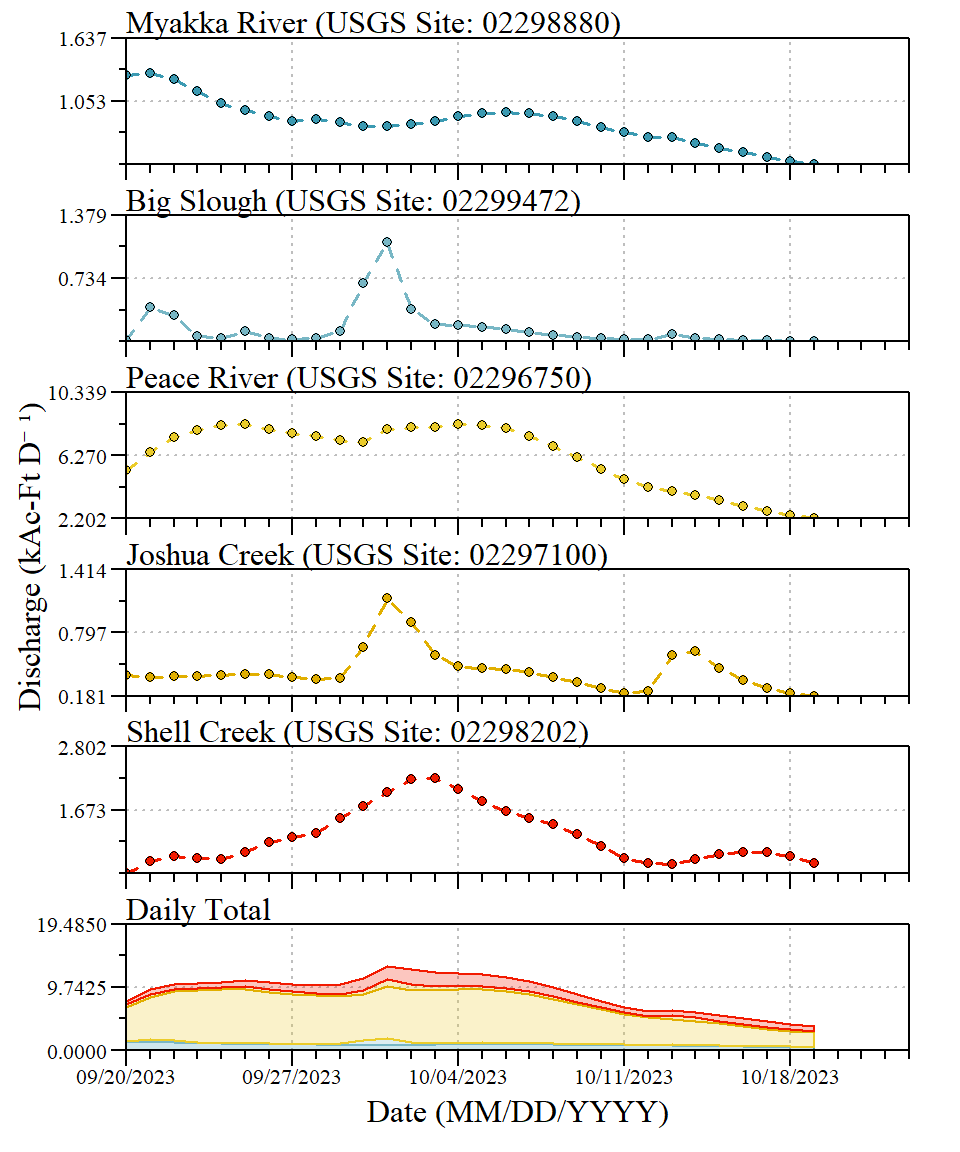 Myakka River (USGS Site: 02298880)
1.637
1.053
Big Slough (USGS Site: 02299472)
1.379
0.734
Peace River (USGS Site: 02296750)
10.339
6.270
2.202
Joshua Creek (USGS Site: 02297100)
1.414
0.797
0.181
Shell Creek (USGS Site: 02298202)
2.802
1.673
Daily Total
19.4850
9.7425
0.0000
09/20/2023 09/27/2023 10/04/2023 10/11/2023 10/18/2023
Date (MM/DD/YYYY)
Discharge (kAc-Ft D⁻¹)